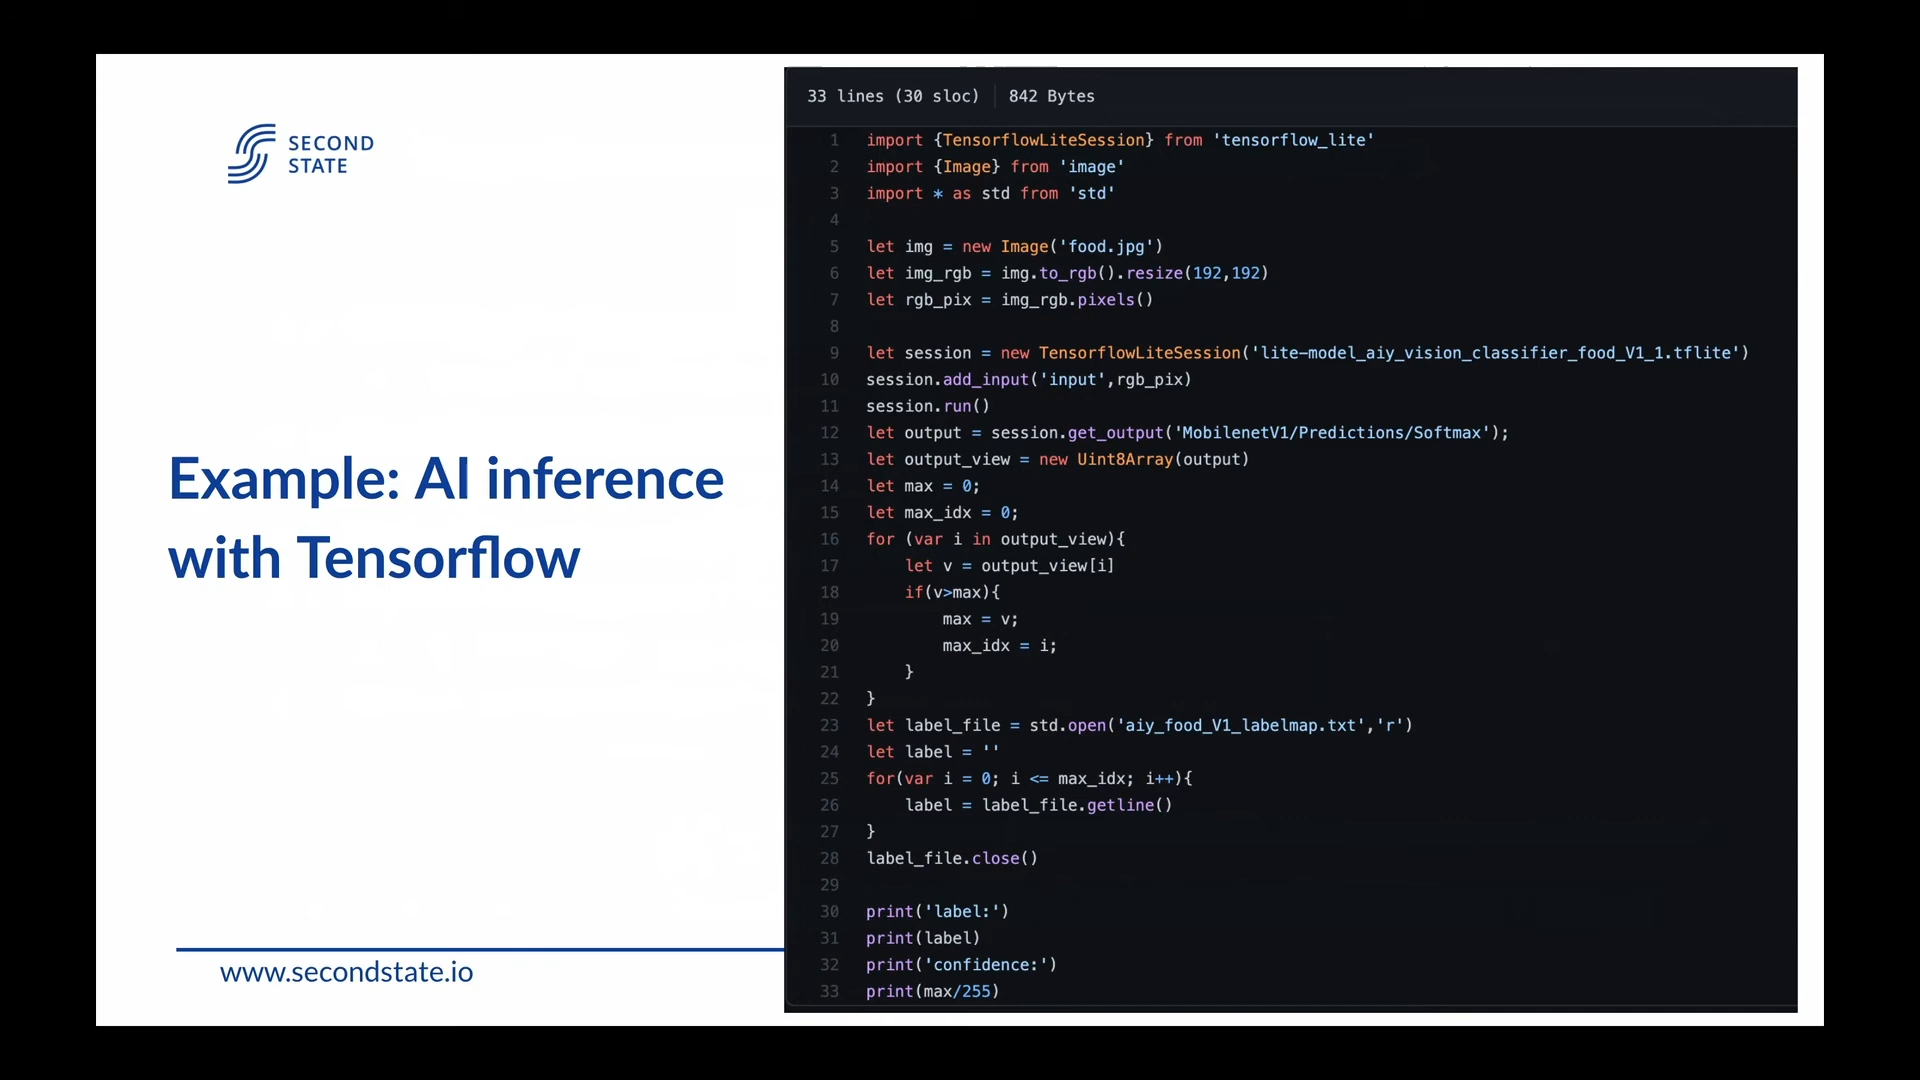 SECOND
STATE
Example: AI inference
with Tensorflow
www.secondstate.io
33 lines (30 sloc) 842 Bytes
1 import {TensorflowLiteSession} from 'tensorflow_lite'
2 import {Image} from 'image'
3 import * as std from 'std'
4
5 let img = new Image('food.jpg')
6 let img_rgb = img.to_rgb().resize(192,192)
7 let rgb_pix = img_rgb.pixels()
8
9 let session = new TensorflowLiteSession('lite-model_aiy_vision_classifier_food_V1_1.tflite')
10 session.add_input('input',rgb_pix)
11 session.run()
12 let output = session.get_output('MobilenetV1/Predictions/Softmax');
13 let output_view = new Uint8Array(output)
14 let max = 0;
15 let max_idx = 0;
16 for (var i in output_view){
17     let v = output_view[i]
18     if(v>max){
19         max = v;
20         max_idx = i;
21     }
22 }
23 let label_file = std.open('aiy_food_V1_labelmap.txt','r')
24 let label = ''
25 for(var i = 0; i <= max_idx; i++){
26     label = label_file.getline()
27 }
28 label_file.close()
29
30 print('label:')
31 print(label)
32 print('confidence:')
33 print(max/255)